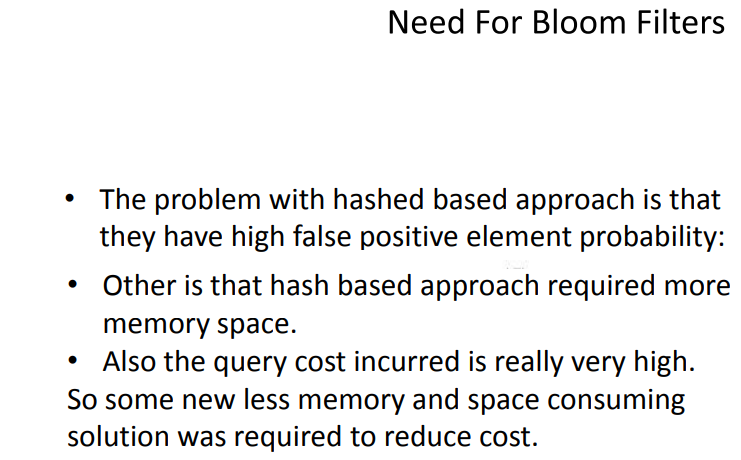 Need For Bloom Filters
• The problem with hashed based approach is that
they have high false positive element probability:
• Other is that hash based approach required more
memory space.
• Also the query cost incurred is really very high.
So some new less memory and space consuming
solution was required to reduce cost.